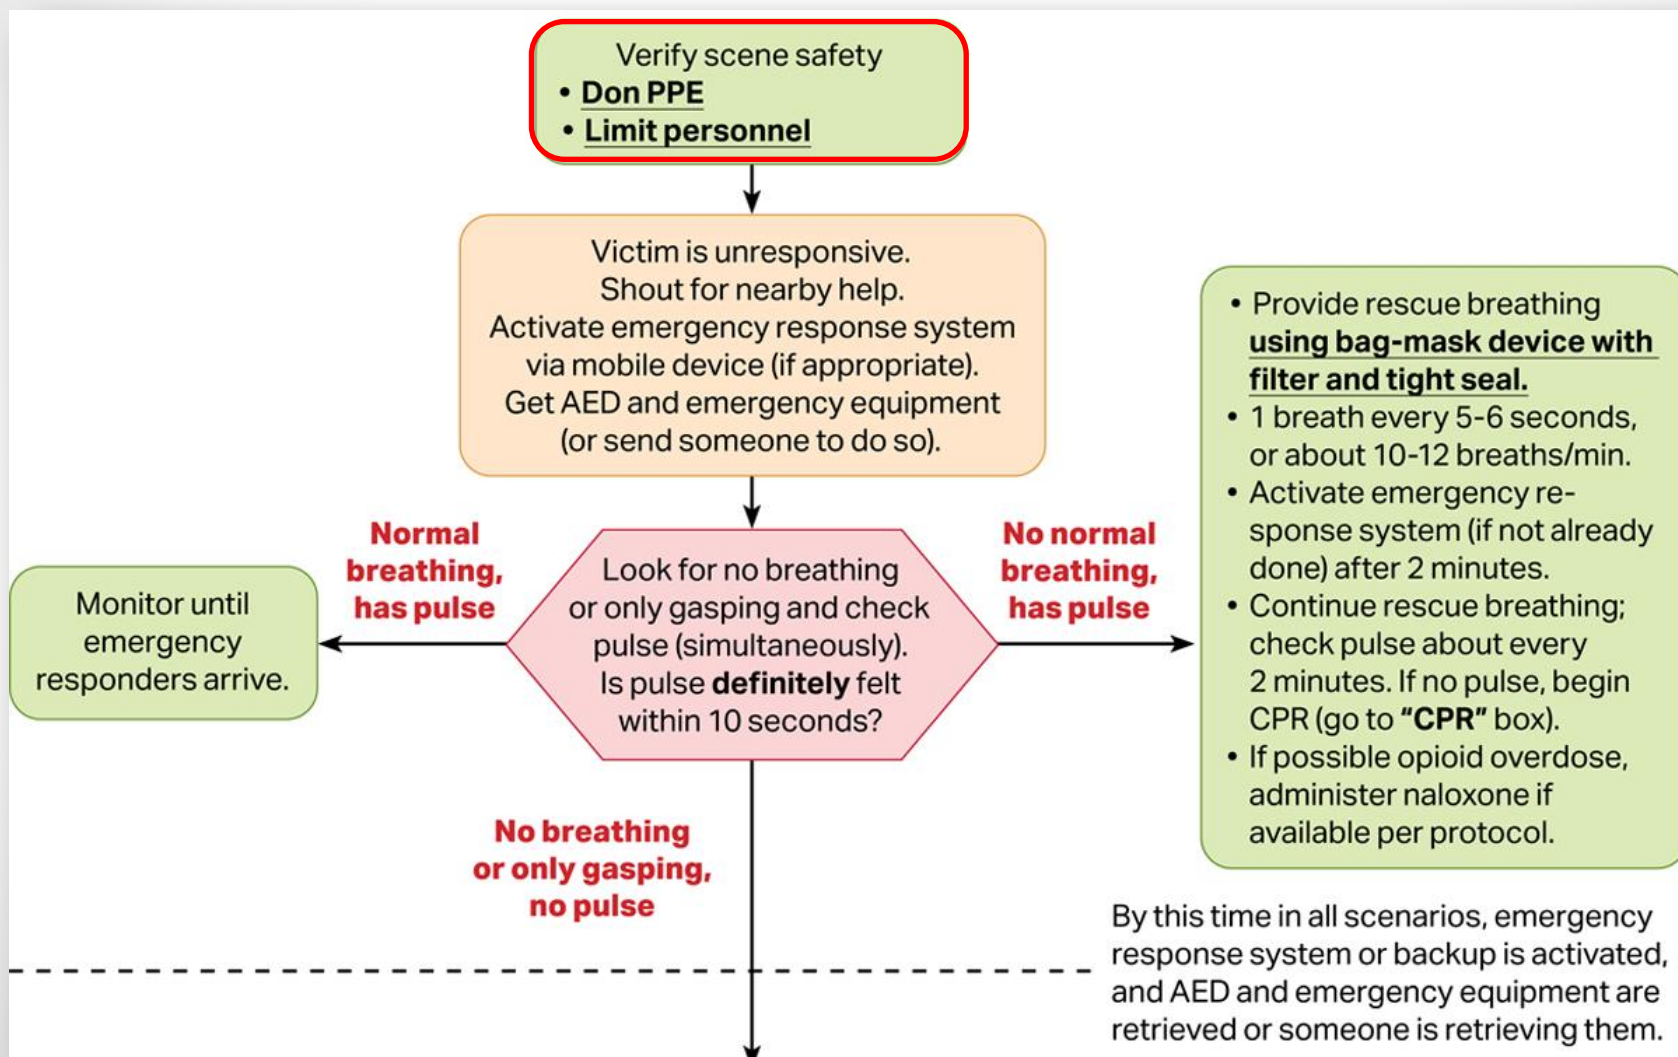 Verify scene safety
• Don PPE
• Limit personnel
Victim is unresponsive.
Shout for nearby help.
Activate emergency response system
via mobile device (if appropriate).
Get AED and emergency equipment
(or send someone to do so).
Normal
breathing,
has pulse
Monitor until
emergency
responders arrive.
Look for no breathing
or only gasping and check
pulse (simultaneously).
Is pulse definitely felt
within 10 seconds?
No normal
breathing,
has pulse
• Provide rescue breathing
using bag-mask device with
filter and tight seal.
• 1 breath every 5-6 seconds,
or about 10-12 breaths/min.
• Activate emergency re-
sponse system (if not already
done) after 2 minutes.
• Continue rescue breathing;
check pulse about every
2 minutes. If no pulse, begin
CPR (go to “CPR” box).
• If possible opioid overdose,
administer naloxone if
available per protocol.
No breathing
or only gasping,
no pulse
By this time in all scenarios, emergency
response system or backup is activated,
and AED and emergency equipment are
retrieved or someone is retrieving them.